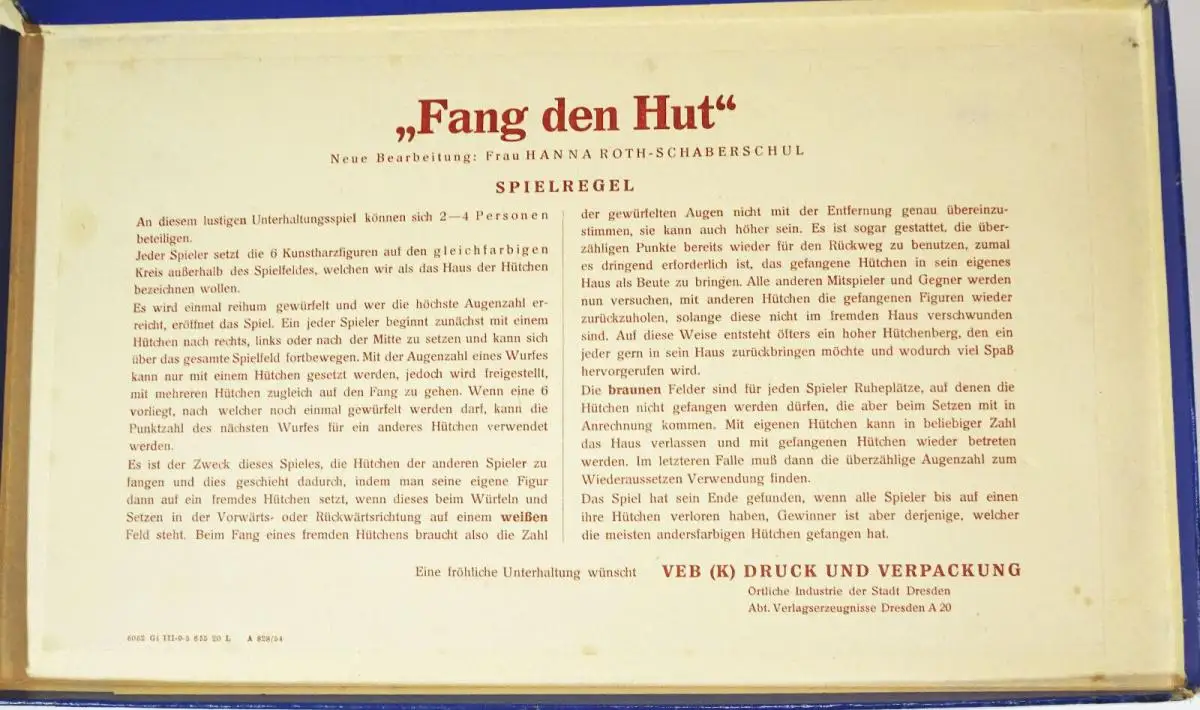 „Fang den Hut“
Neue Bearbeitung: Frau HANNA ROTH-SCHABERSCHUL
SPIELREGEL
An diesem lustigen Unterhaltungsspiel können sich 2—4 Personen
beteiligen.
Jeder Spieler setzt die 6 Kunstharzfiguren auf den gleichfarbigen
Kreis außerhalb des Spielfeldes, welchen wir als das Haus der Hütchen
bezeichnen wollen.
Es wird einmal reihum gewürfelt und wer die höchste Augenzahl er-
reicht, eröffnet das Spiel. Ein jeder Spieler beginnt zunächst mit einem
Hütchen nach rechts, links oder nach der Mitte zu setzen und kann sich
über das gesamte Spielfeld fortbewegen. Mit der Augenzahl eines Wurfes
kann nur mit einem Hütchen gesetzt werden, jedoch wird freigestellt,
mit mehreren Hütchen zugleich auf den Fang zu gehen. Wenn eine 6
vorliegt, nach welcher noch einmal gewürfelt werden darf, kann die
Punktzahl des nächsten Wurfes für ein anderes Hütchen verwendet
werden.
Es ist der Zweck dieses Spieles, die Hütchen der anderen Spieler zu
fangen und dies geschieht dadurch, indem man seine eigene Figur
dann auf ein fremdes Hütchen setzt, wenn dieses beim Würfeln und
Setzen in der Vorwärts- oder Rückwärtsrichtung auf einem weißen
Feld steht. Beim Fang eines fremden Hütchens braucht also die Zahl
der gewürfelten Augen nicht mit der Entfernung genau übereinzu-
stimmen, sie kann auch höher sein. Es ist sogar gestattet, die über-
zähligen Punkte bereits wieder für den Rückweg zu benutzen, zumal
es dringend erforderlich ist, das gefangene Hütchen in sein eigenes
Haus als Beute zu bringen. Alle anderen Mitspieler und Gegner werden
nun versuchen, mit anderen Hütchen die gefangenen Figuren wieder
zurückzuholen, solange diese nicht im fremden Haus verschwunden
sind. Auf diese Weise entsteht öfters ein hoher Hütchenberg, den ein
jeder gern in sein Haus zurückbringen möchte und wodurch viel Spaß
hervorgerufen wird.
Die braunen Felder sind für jeden Spieler Ruheplätze, auf denen die
Hütchen nicht gefangen werden dürfen, die aber beim Setzen mit in
Anrechnung kommen. Mit eigenen Hütchen kann in beliebiger Zahl
das Haus verlassen und mit gefangenen Hütchen wieder betreten
werden. Im letzteren Falle muß dann die überzählige Augenzahl zum
Wiederaussetzen Verwendung finden.
Das Spiel hat sein Ende gefunden, wenn alle Spieler bis auf einen
ihre Hütchen verloren haben, Gewinner ist aber derjenige, welcher
die meisten andersfarbigen Hütchen gefangen hat.
Eine fröhliche Unterhaltung wünscht VEB (K) DRUCK UND VERPACKUNG
Örtliche Industrie der Stadt Dresden
Abt. Verlagserzeugnisse Dresden A 20
6062 Gi III-9-5 855 20 L A 828/54